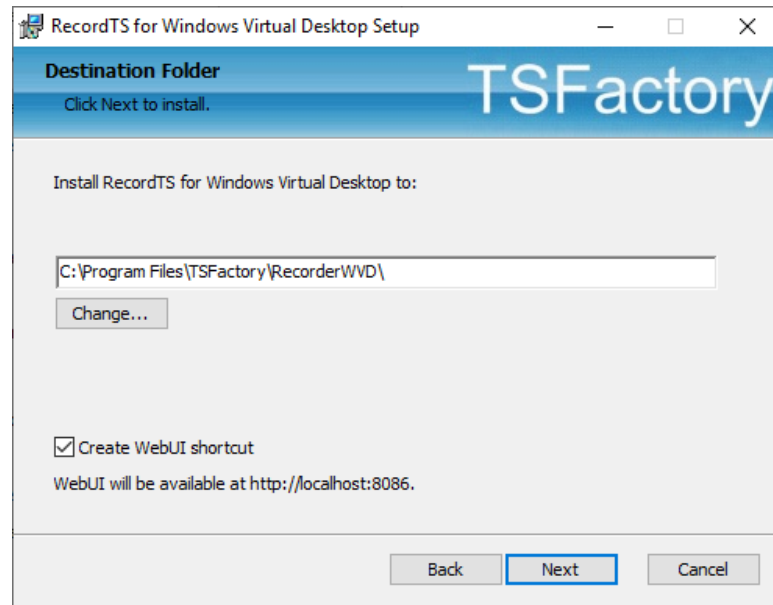 RecordTS for Windows Virtual Desktop Setup
Destination Folder
Click Next to install.
TSFactory
Install RecordTS for Windows Virtual Desktop to:
C:\Program Files\TSFactory\RecorderWVD\
Change...
Create WebUI shortcut
WebUI will be available at http://localhost:8086.
Back Next Cancel